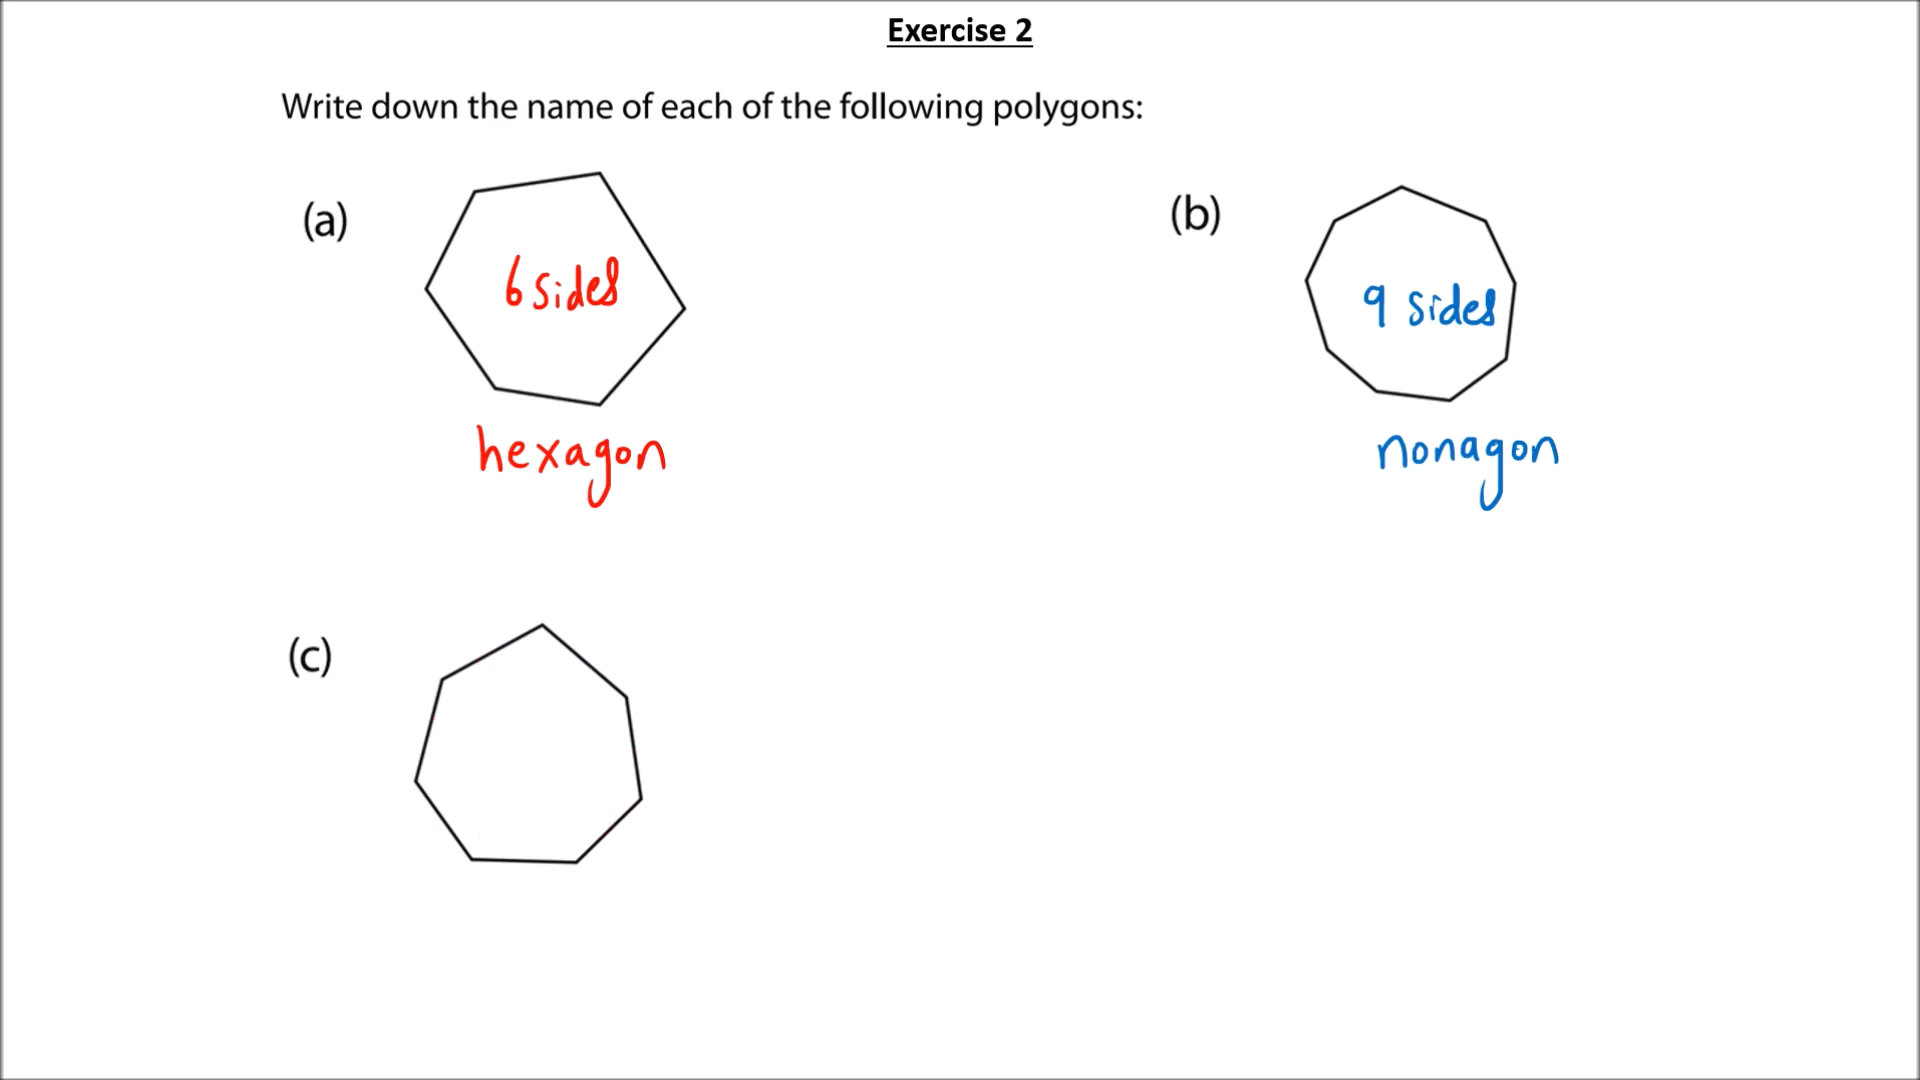 Exercise 2
Write down the name of each of the following polygons:
(a)
6 sides
hexagon
(b)
9 sides
nonagon
(c)